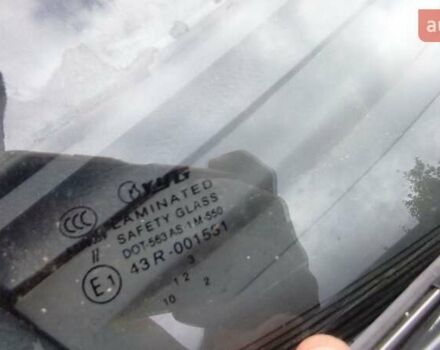 XYG
LAMINATED
SAFETY GLASS
CCC
DOT-563 AS-1 M-550
II
43R-001551
E1
3
1 2
10 2
au